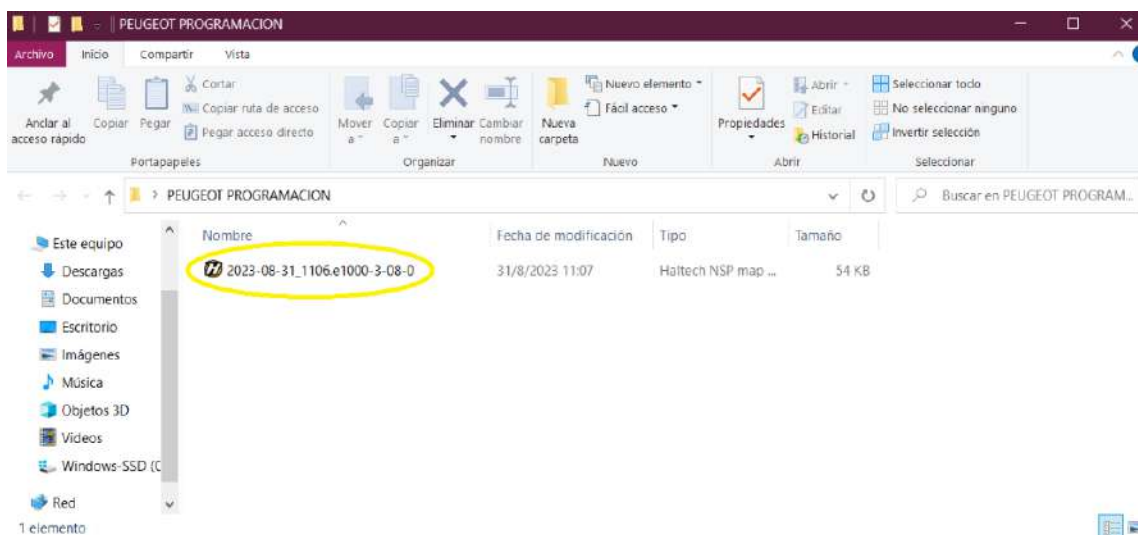 PEUGEOT PROGRAMACION
Archivo Inicio Compartir Vista
Anclar al acceso rápido
Copiar
Pegar
Cortar
Copiar ruta de acceso
Pegar acceso directo
Portapapeles
Mover a
Copiar a
Eliminar
Cambiar nombre
Organizar
Nueva carpeta
Nuevo elemento
Fácil acceso
Nuevo
Propiedades
Abrir
Editar
Historial
Abrir
Seleccionar todo
No seleccionar ninguno
Invertir selección
Seleccionar
> PEUGEOT PROGRAMACION
Buscar en PEUGEOT PROGRAM...
Nombre Fecha de modificación Tipo Tamaño
2023-08-31_1106.e1000-3-08-0 31/8/2023 11:07 Haltech NSP map ... 54 KB
Este equipo
Descargas
Documentos
Escritorio
Imágenes
Música
Objetos 3D
Vídeos
Windows-SSD (C
Red
1 elemento